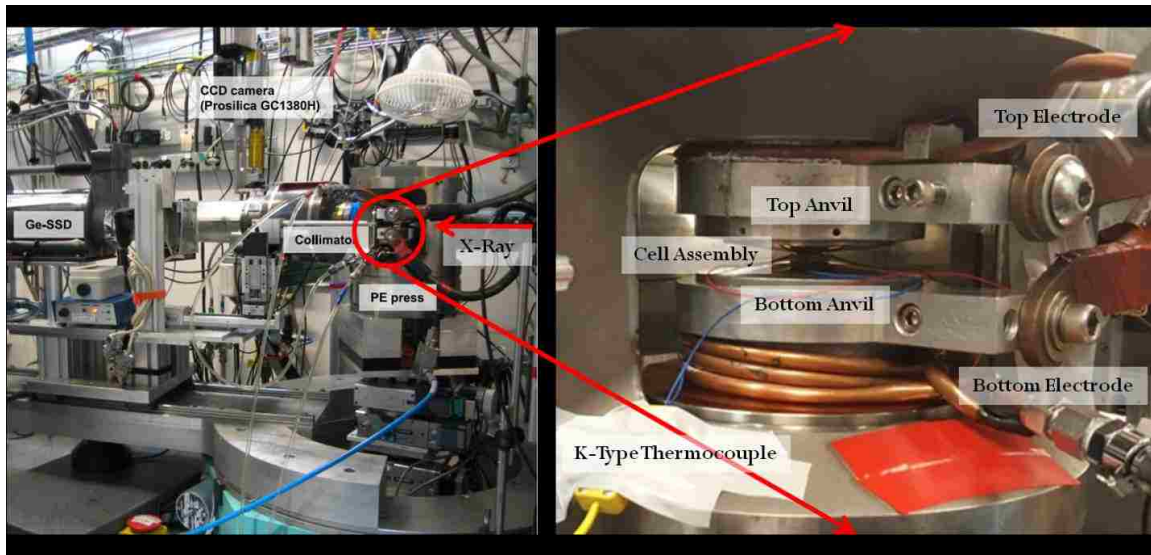 CCD camera
(Prosilica GC1380H)
Ge-SSD
Collimator
X-Ray
PE press
Top Electrode
Top Anvil
Cell Assembly
Bottom Anvil
Bottom Electrode
K-Type Thermocouple